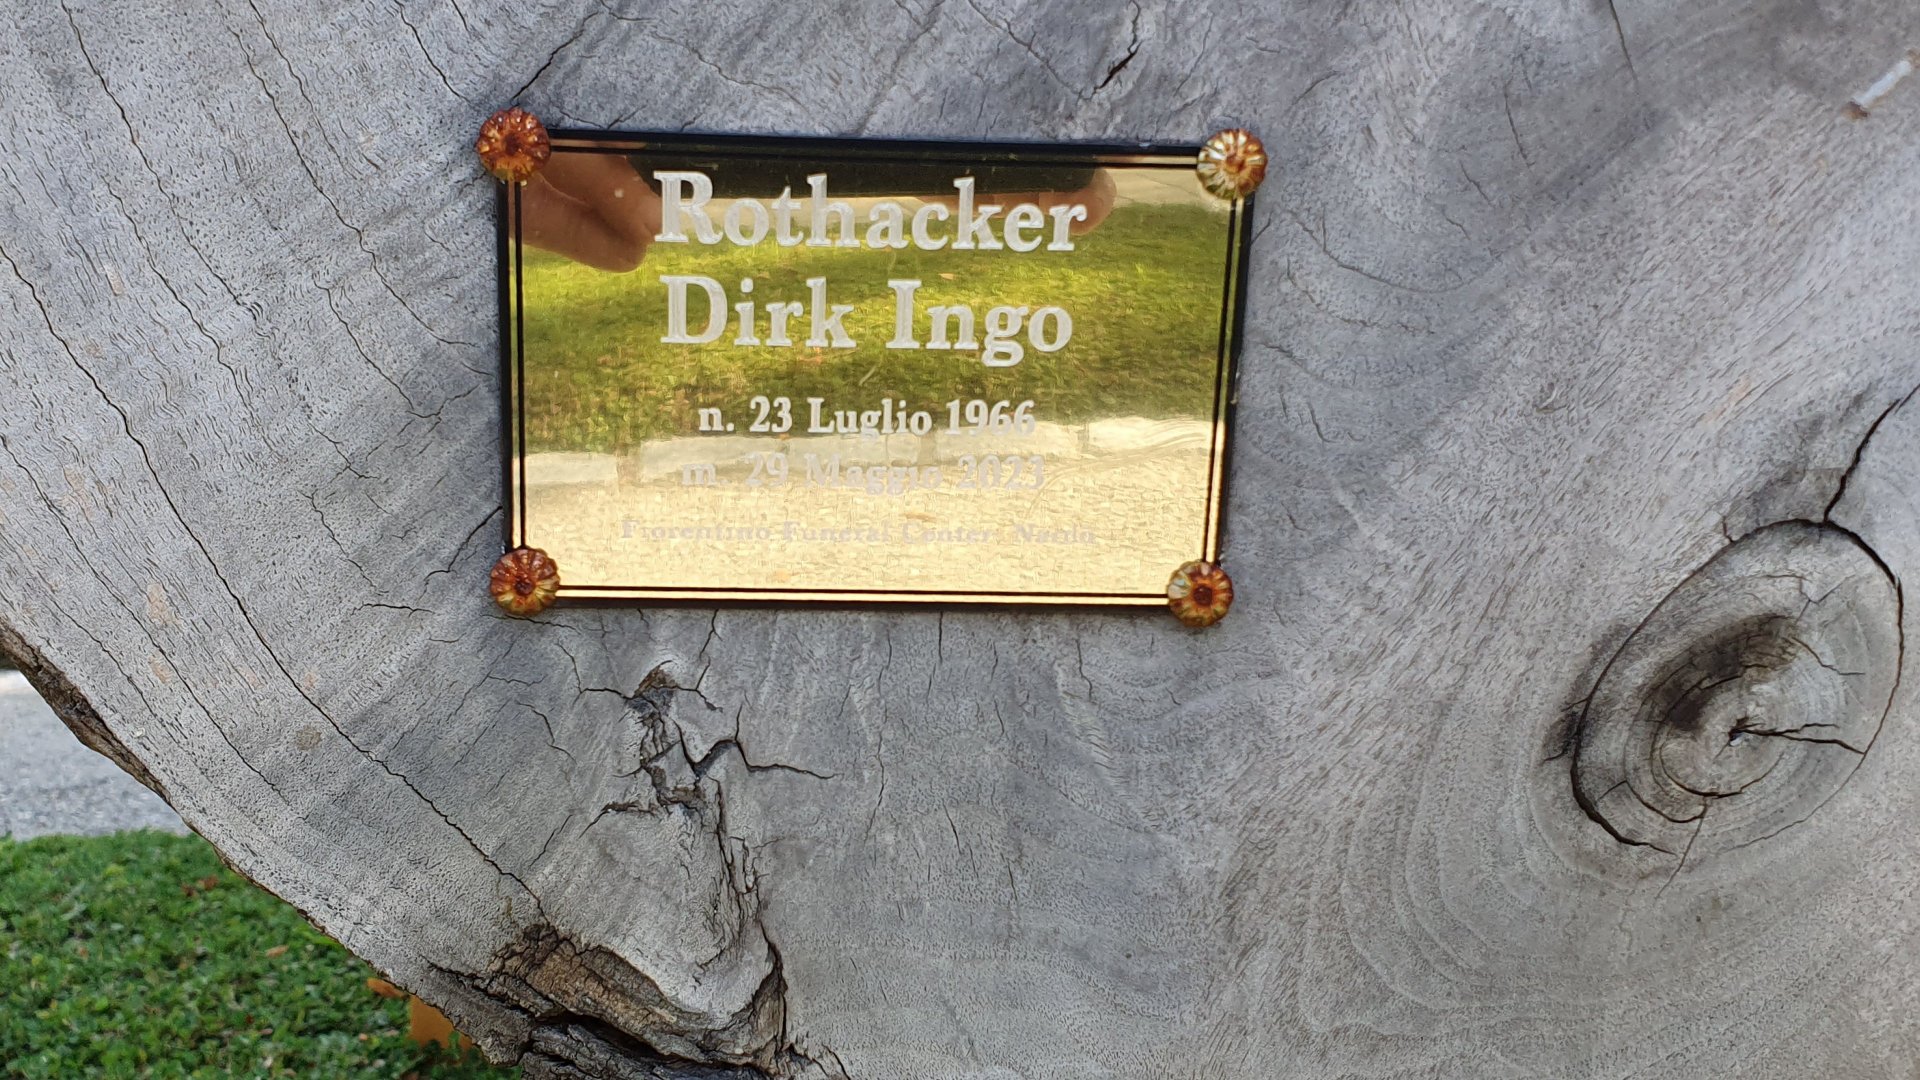 Rothacker
Dirk Ingo
n. 23 Luglio 1966
m. 29 Maggio 2023
Fiorentino Funeral Center